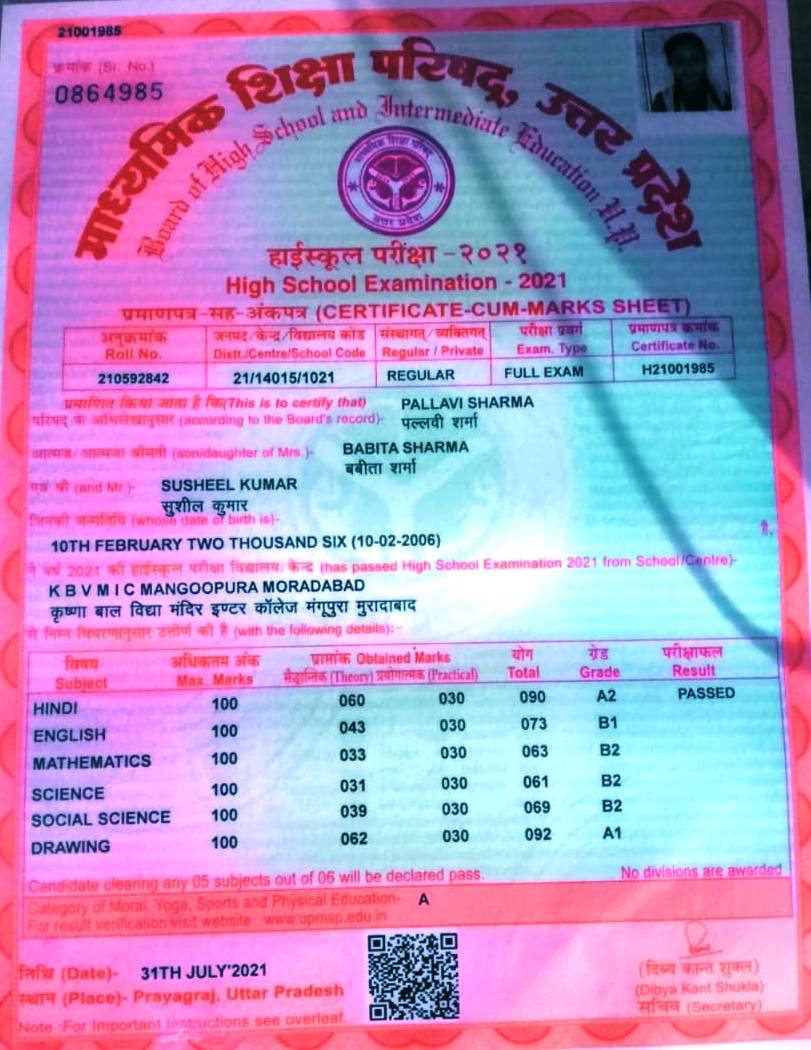 21001985
क्रमांक (Sr. No.)
0864985
माध्यमिक शिक्षा परिषद्, उत्तर प्रदेश
Board of High School and Intermediate Education U.P.
माध्यमिक शिक्षा परिषद्
उत्तर प्रदेश
हाईस्कूल परीक्षा - २०२१
High School Examination - 2021
प्रमाणपत्र-सह-अंकपत्र (CERTIFICATE-CUM-MARKS SHEET)
अनुक्रमांक जनपद/केन्द्र/विद्यालय कोड संस्थागत/व्यक्तिगत परीक्षा प्रवर्ग प्रमाणपत्र क्रमांक
Roll No. Distt./Centre/School Code Regular / Private Exam. Type Certificate No.
210592842 21/14015/1021 REGULAR FULL EXAM H21001985
प्रमाणित किया जाता है कि(This is to certify that) PALLAVI SHARMA
परिषद् के अभिलेखानुसार (according to the Board's record)- पल्लवी शर्मा
आत्मज/आत्मजा श्रीमती (son/daughter of Mrs.)- BABITA SHARMA
बबीता शर्मा
एवं श्री (and Mr.)- SUSHEEL KUMAR
सुशील कुमार
जिनकी जन्मतिथि (whose date of birth is)-
10TH FEBRUARY TWO THOUSAND SIX (10-02-2006) है,
ने वर्ष 2021 की हाईस्कूल परीक्षा विद्यालय/केन्द्र (has passed High School Examination 2021 from School/Centre)-
K B V M I C MANGOOPURA MORADABAD
कृष्णा बाल विद्या मंदिर इण्टर कॉलेज मंगूपुरा मुरादाबाद
से निम्न विवरणानुसार उत्तीर्ण की है (with the following details):-
विषय अधिकतम अंक प्राप्तांक Obtained Marks योग ग्रेड परीक्षाफल
Subject Max. Marks सैद्धान्तिक (Theory) प्रयोगात्मक (Practical) Total Grade Result
HINDI 100 060 030 090 A2 PASSED
ENGLISH 100 043 030 073 B1
MATHEMATICS 100 033 030 063 B2
SCIENCE 100 031 030 061 B2
SOCIAL SCIENCE 100 039 030 069 B2
DRAWING 100 062 030 092 A1
Candidate clearing any 05 subjects out of 06 will be declared pass. No divisions are awarded
Category of Moral, Yoga, Sports and Physical Education- A
For result verification visit website www.upmsp.edu.in
तिथि (Date)- 31TH JULY'2021
स्थान (Place)- Prayagraj, Uttar Pradesh
(दिव्य कान्त शुक्ल)
(Dibya Kant Shukla)
सचिव (Secretary)
Note :For Important Instructions see overleaf.